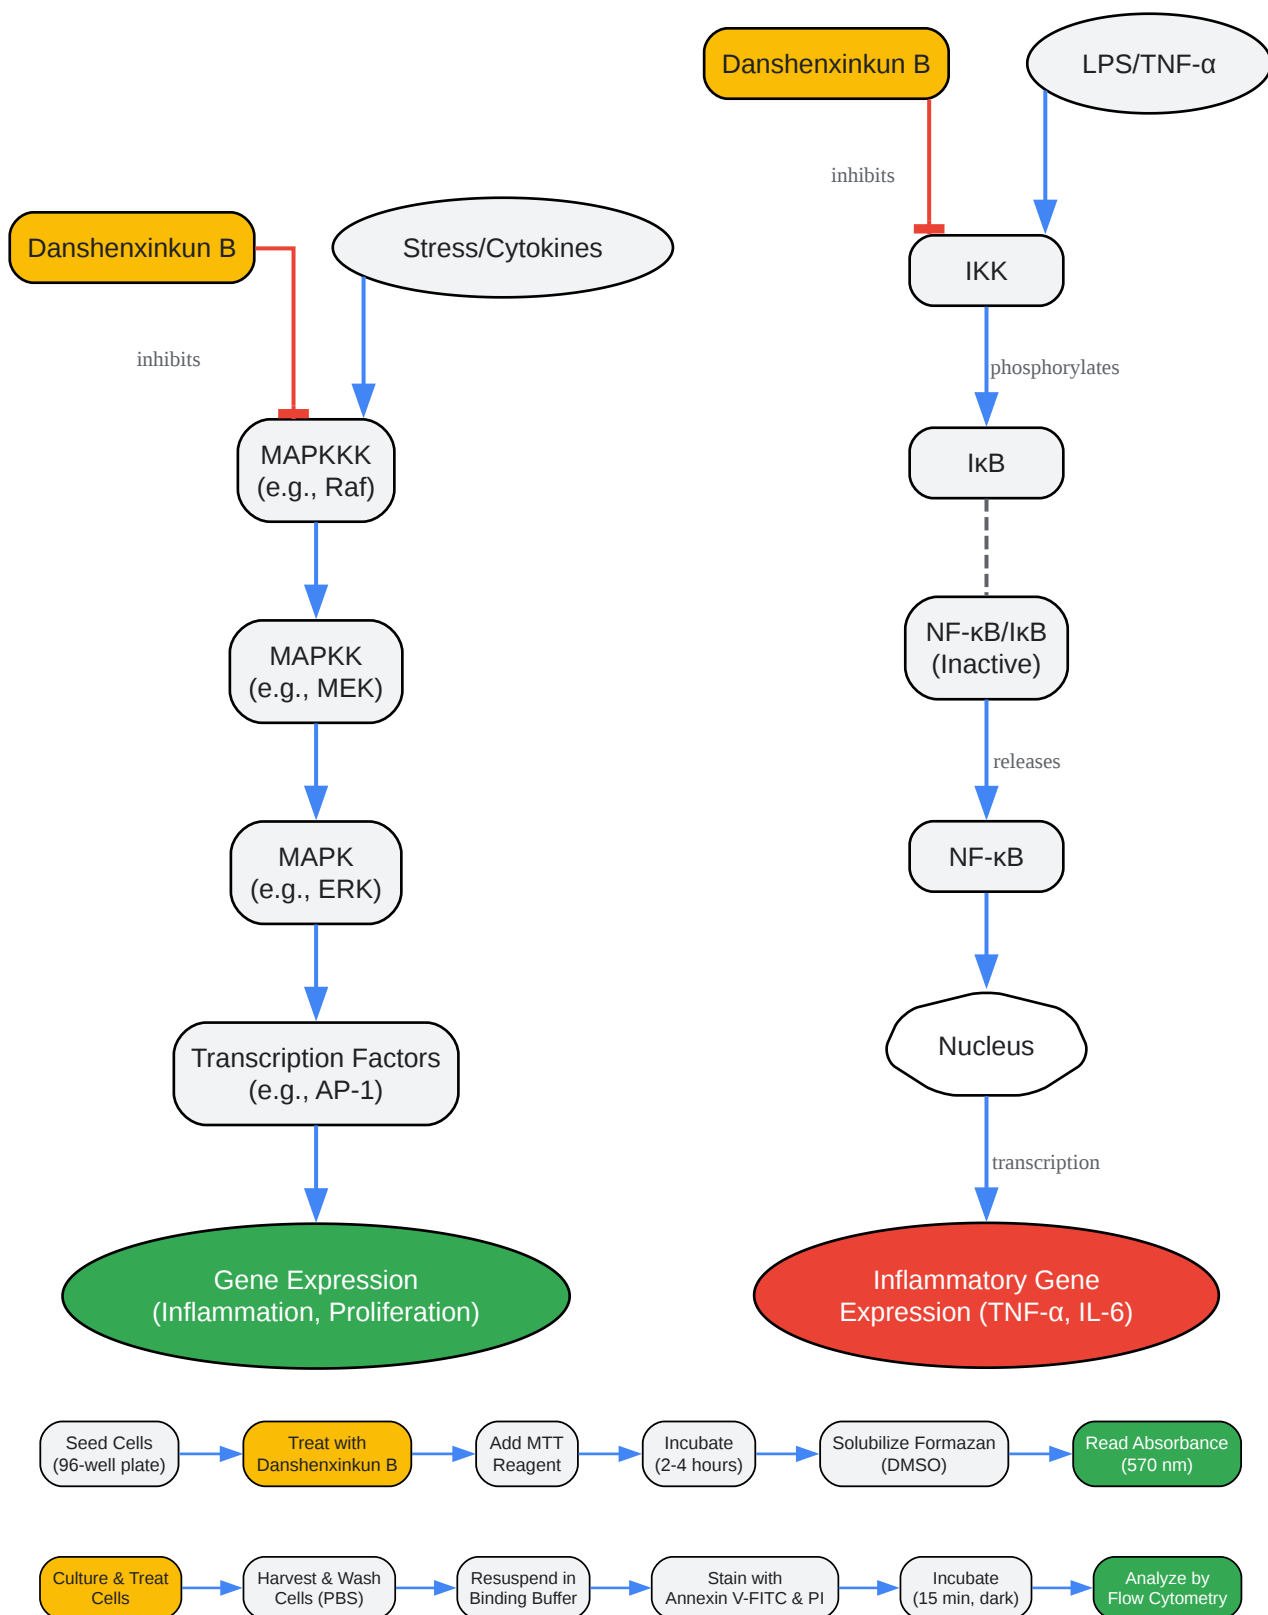 Danshenxinkun B
Stress/Cytokines
inhibits
MAPKKK
(e.g., Raf)
MAPKK
(e.g., MEK)
MAPK
(e.g., ERK)
Transcription Factors
(e.g., AP-1)
Gene Expression
(Inflammation, Proliferation)
Danshenxinkun B
LPS/TNF-α
inhibits
IKK
phosphorylates
IκB
NF-κB/IκB
(Inactive)
releases
NF-κB
Nucleus
transcription
Inflammatory Gene
Expression (TNF-α, IL-6)
Seed Cells
(96-well plate)
Treat with
Danshenxinkun B
Add MTT
Reagent
Incubate
(2-4 hours)
Solubilize Formazan
(DMSO)
Read Absorbance
(570 nm)
Culture & Treat
Cells
Harvest & Wash
Cells (PBS)
Resuspend in
Binding Buffer
Stain with
Annexin V-FITC & PI
Incubate
(15 min, dark)
Analyze by
Flow Cytometry